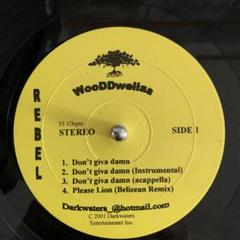 WooDDwellaz
REBEL
33 1/3rpm
STEREO SIDE 1
1. Don't giva damn
2. Don't giva damn (Instrumental)
3. Don't giva damn (acappella)
4. Please Lion (Belizean Remix)
Darkwaters_@hotmail.com
C 2001 Darkwaters
Entertainment Inc.